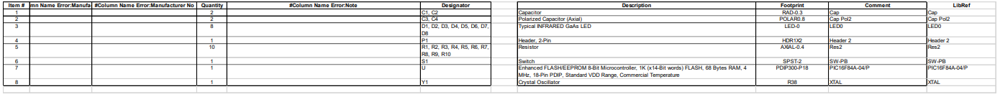 Item # mn Name Error:Manufa #Column Name Error:Manufacturer No Quantity #Column Name Error:Note Designator Description Footprint Comment LibRef
1 2 C1, C2 Capacitor RAD-0.3 Cap Cap
2 2 C3, C4 Polarized Capacitor (Axial) POLAR0.8 Cap Pol2 Cap Pol2
3 8 D1, D2, D3, D4, D5, D6, D7, Typical INFRARED GaAs LED LED-0 LED0 LED0
D8
4 1 P1 Header, 2-Pin HDR1X2 Header 2 Header 2
5 10 R1, R2, R3, R4, R5, R6, R7, Resistor AXIAL-0.4 Res2 Res2
R8, R9, R10
6 1 S1 Switch SPST-2 SW-PB SW-PB
7 1 U Enhanced FLASH/EEPROM 8-Bit Microcontroller, 1K (x14-Bit words) FLASH, 68 Bytes RAM, 4 PDIP300-P18 PIC16F84A-04/P PIC16F84A-04/P
MHz, 18-Pin PDIP, Standard VDD Range, Commercial Temperature
8 1 Y1 Crystal Oscillator R38 XTAL XTAL